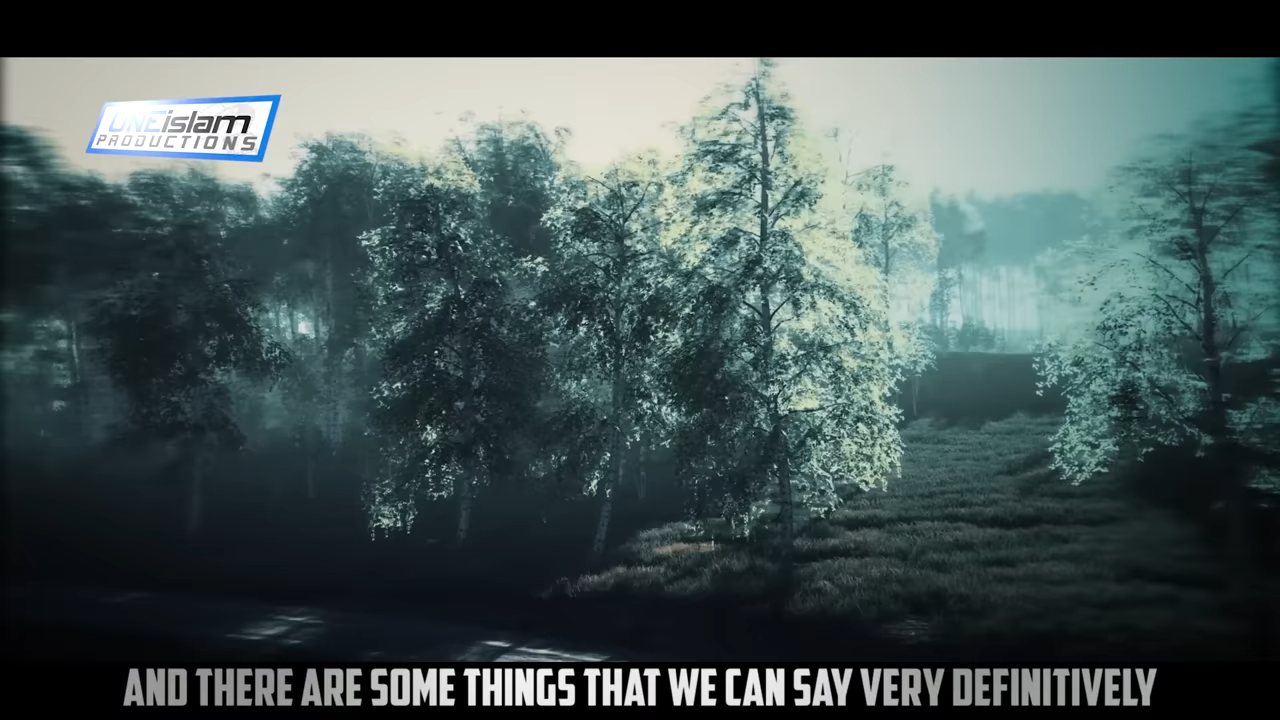 ONEislam
PRODUCTIONS
AND THERE ARE SOME THINGS THAT WE CAN SAY VERY DEFINITIVELY